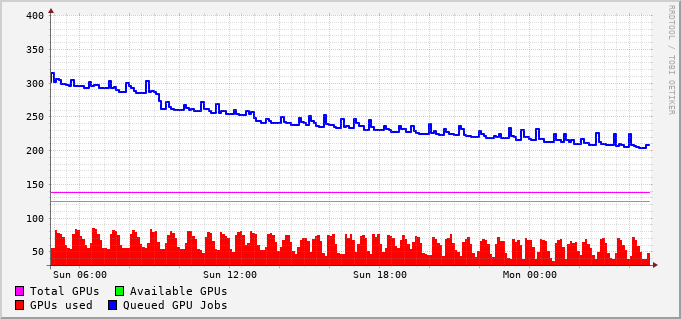 400
350
300
250
200
150
100
50
Sun 06:00 Sun 12:00 Sun 18:00 Mon 00:00
Total GPUs Available GPUs
GPUs used Queued GPU Jobs
RRDTOOL / TOBI OETIKER